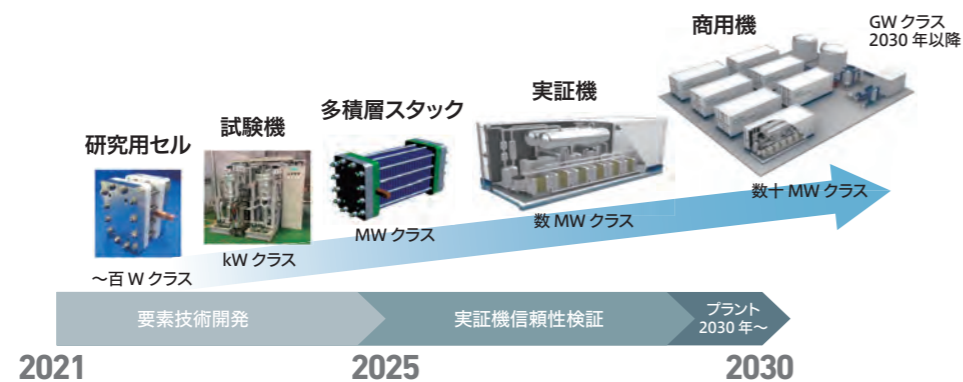 商用機
GW クラス
2030 年以降
実証機
多積層スタック
試験機
研究用セル
数十 MW クラス
数 MW クラス
MW クラス
kW クラス
～百 W クラス
要素技術開発
実証機信頼性検証
プラント
2030 年～
2021
2025
2030